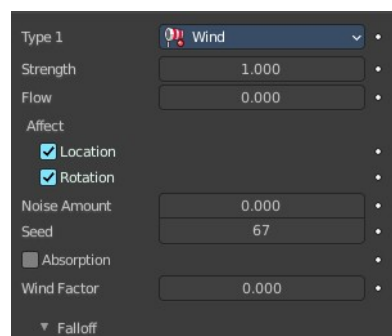 Type 1 Wind
Strength 1.000
Flow 0.000
Affect
Location
Rotation
Noise Amount 0.000
Seed 67
Absorption
Wind Factor 0.000
Falloff